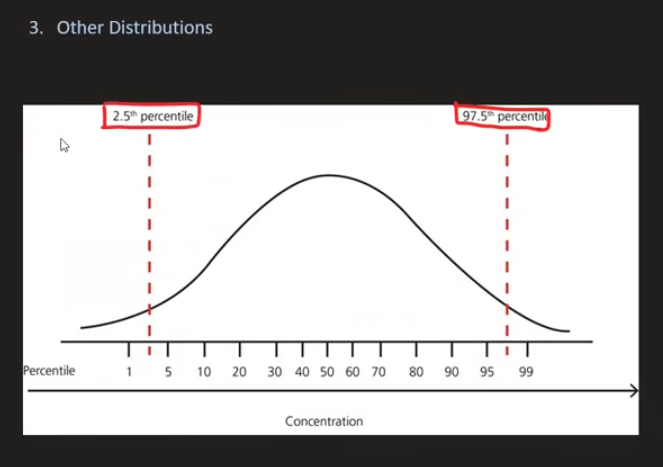 3. Other Distributions
2.5th percentile 97.5th percentile
Percentile 1 5 10 20 30 40 50 60 70 80 90 95 99
Concentration